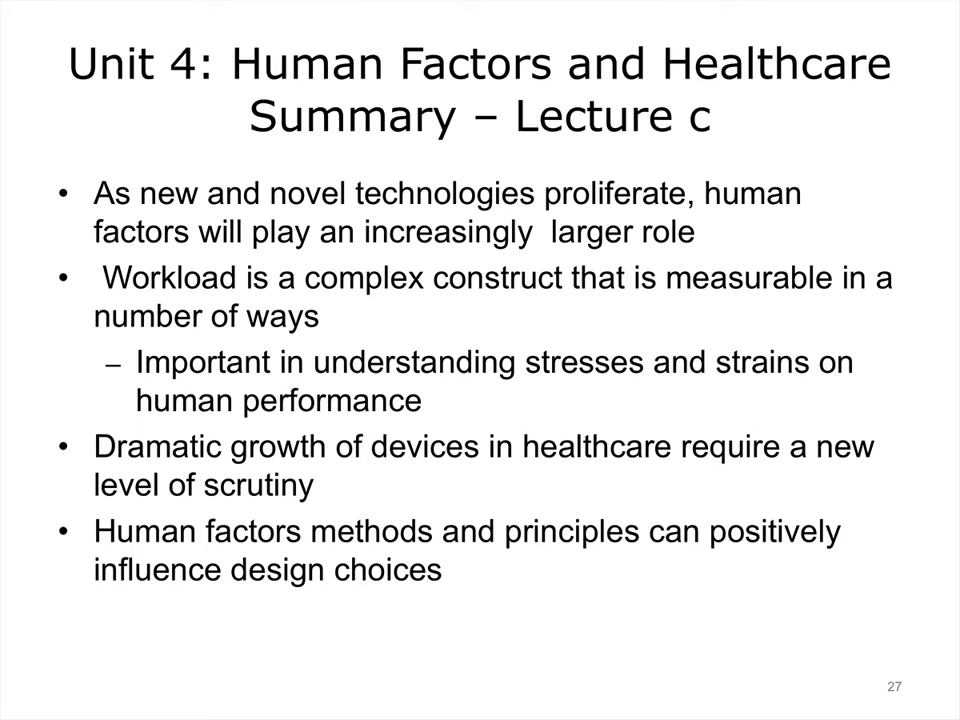 Unit 4: Human Factors and Healthcare
Summary – Lecture c
• As new and novel technologies proliferate, human
factors will play an increasingly  larger role
•  Workload is a complex construct that is measurable in a
number of ways
– Important in understanding stresses and strains on
human performance
• Dramatic growth of devices in healthcare require a new
level of scrutiny
• Human factors methods and principles can positively
influence design choices
27